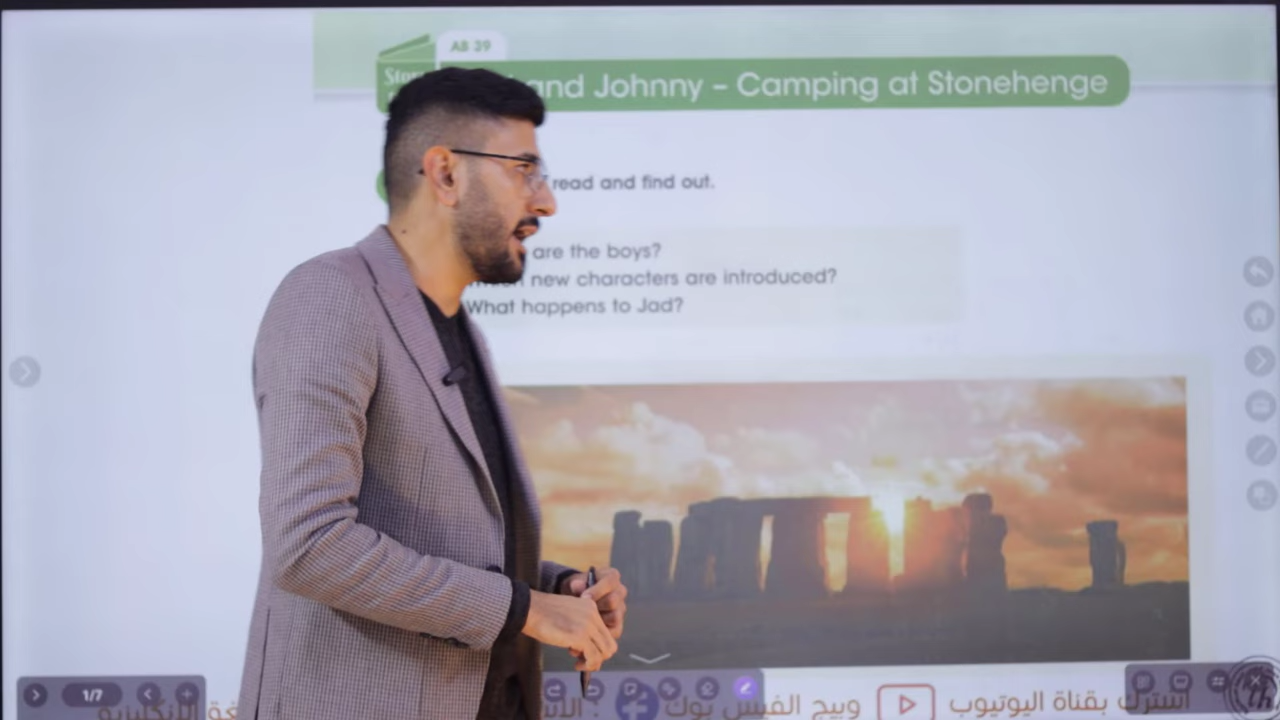 AB 39
and Johnny – Camping at Stonehenge
read and find out.
are the boys?
new characters are introduced?
What happens to Jad?
1/7
اشترك بقناة اليوتيوب وبيج الفيس بوك :